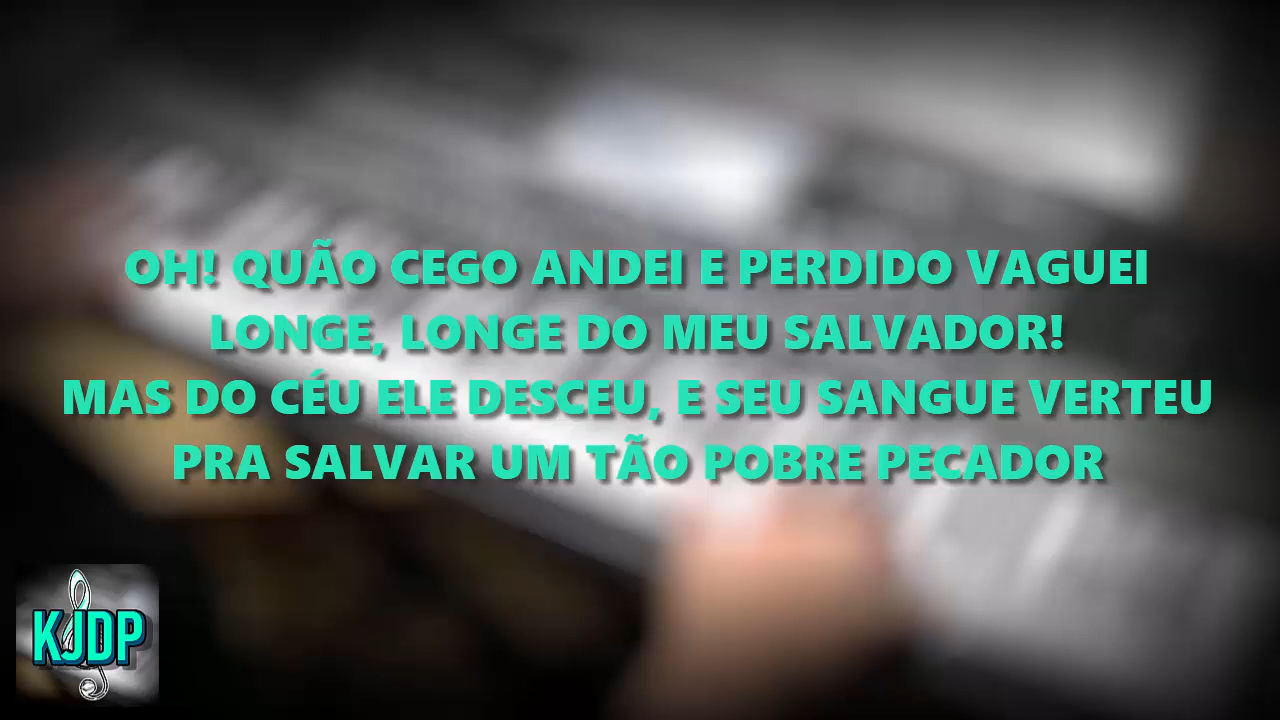 OH! QUÃO CEGO ANDEI E PERDIDO VAGUEI
LONGE, LONGE DO MEU SALVADOR!
MAS DO CÉU ELE DESCEU, E SEU SANGUE VERTEU
PRA SALVAR UM TÃO POBRE PECADOR
KJDP